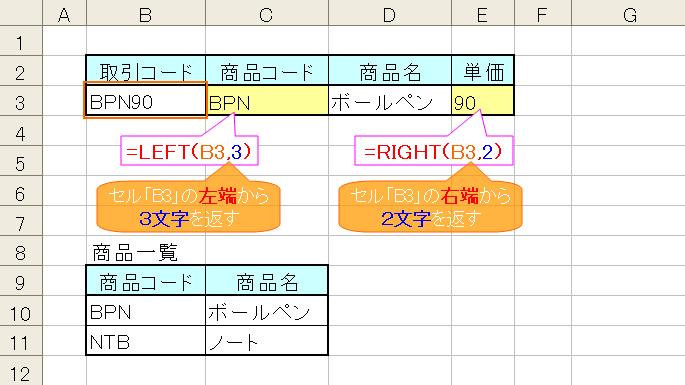 A B C D E F G
1
2 取引コード 商品コード 商品名 単価
3 BPN90 BPN ボールペン 90
4
=LEFT(B3,3) =RIGHT(B3,2)
5
6 セル「B3」の左端から セル「B3」の右端から
3文字を返す 2文字を返す
7
8 商品一覧
9 商品コード 商品名
10 BPN ボールペン
11 NTB ノート
12